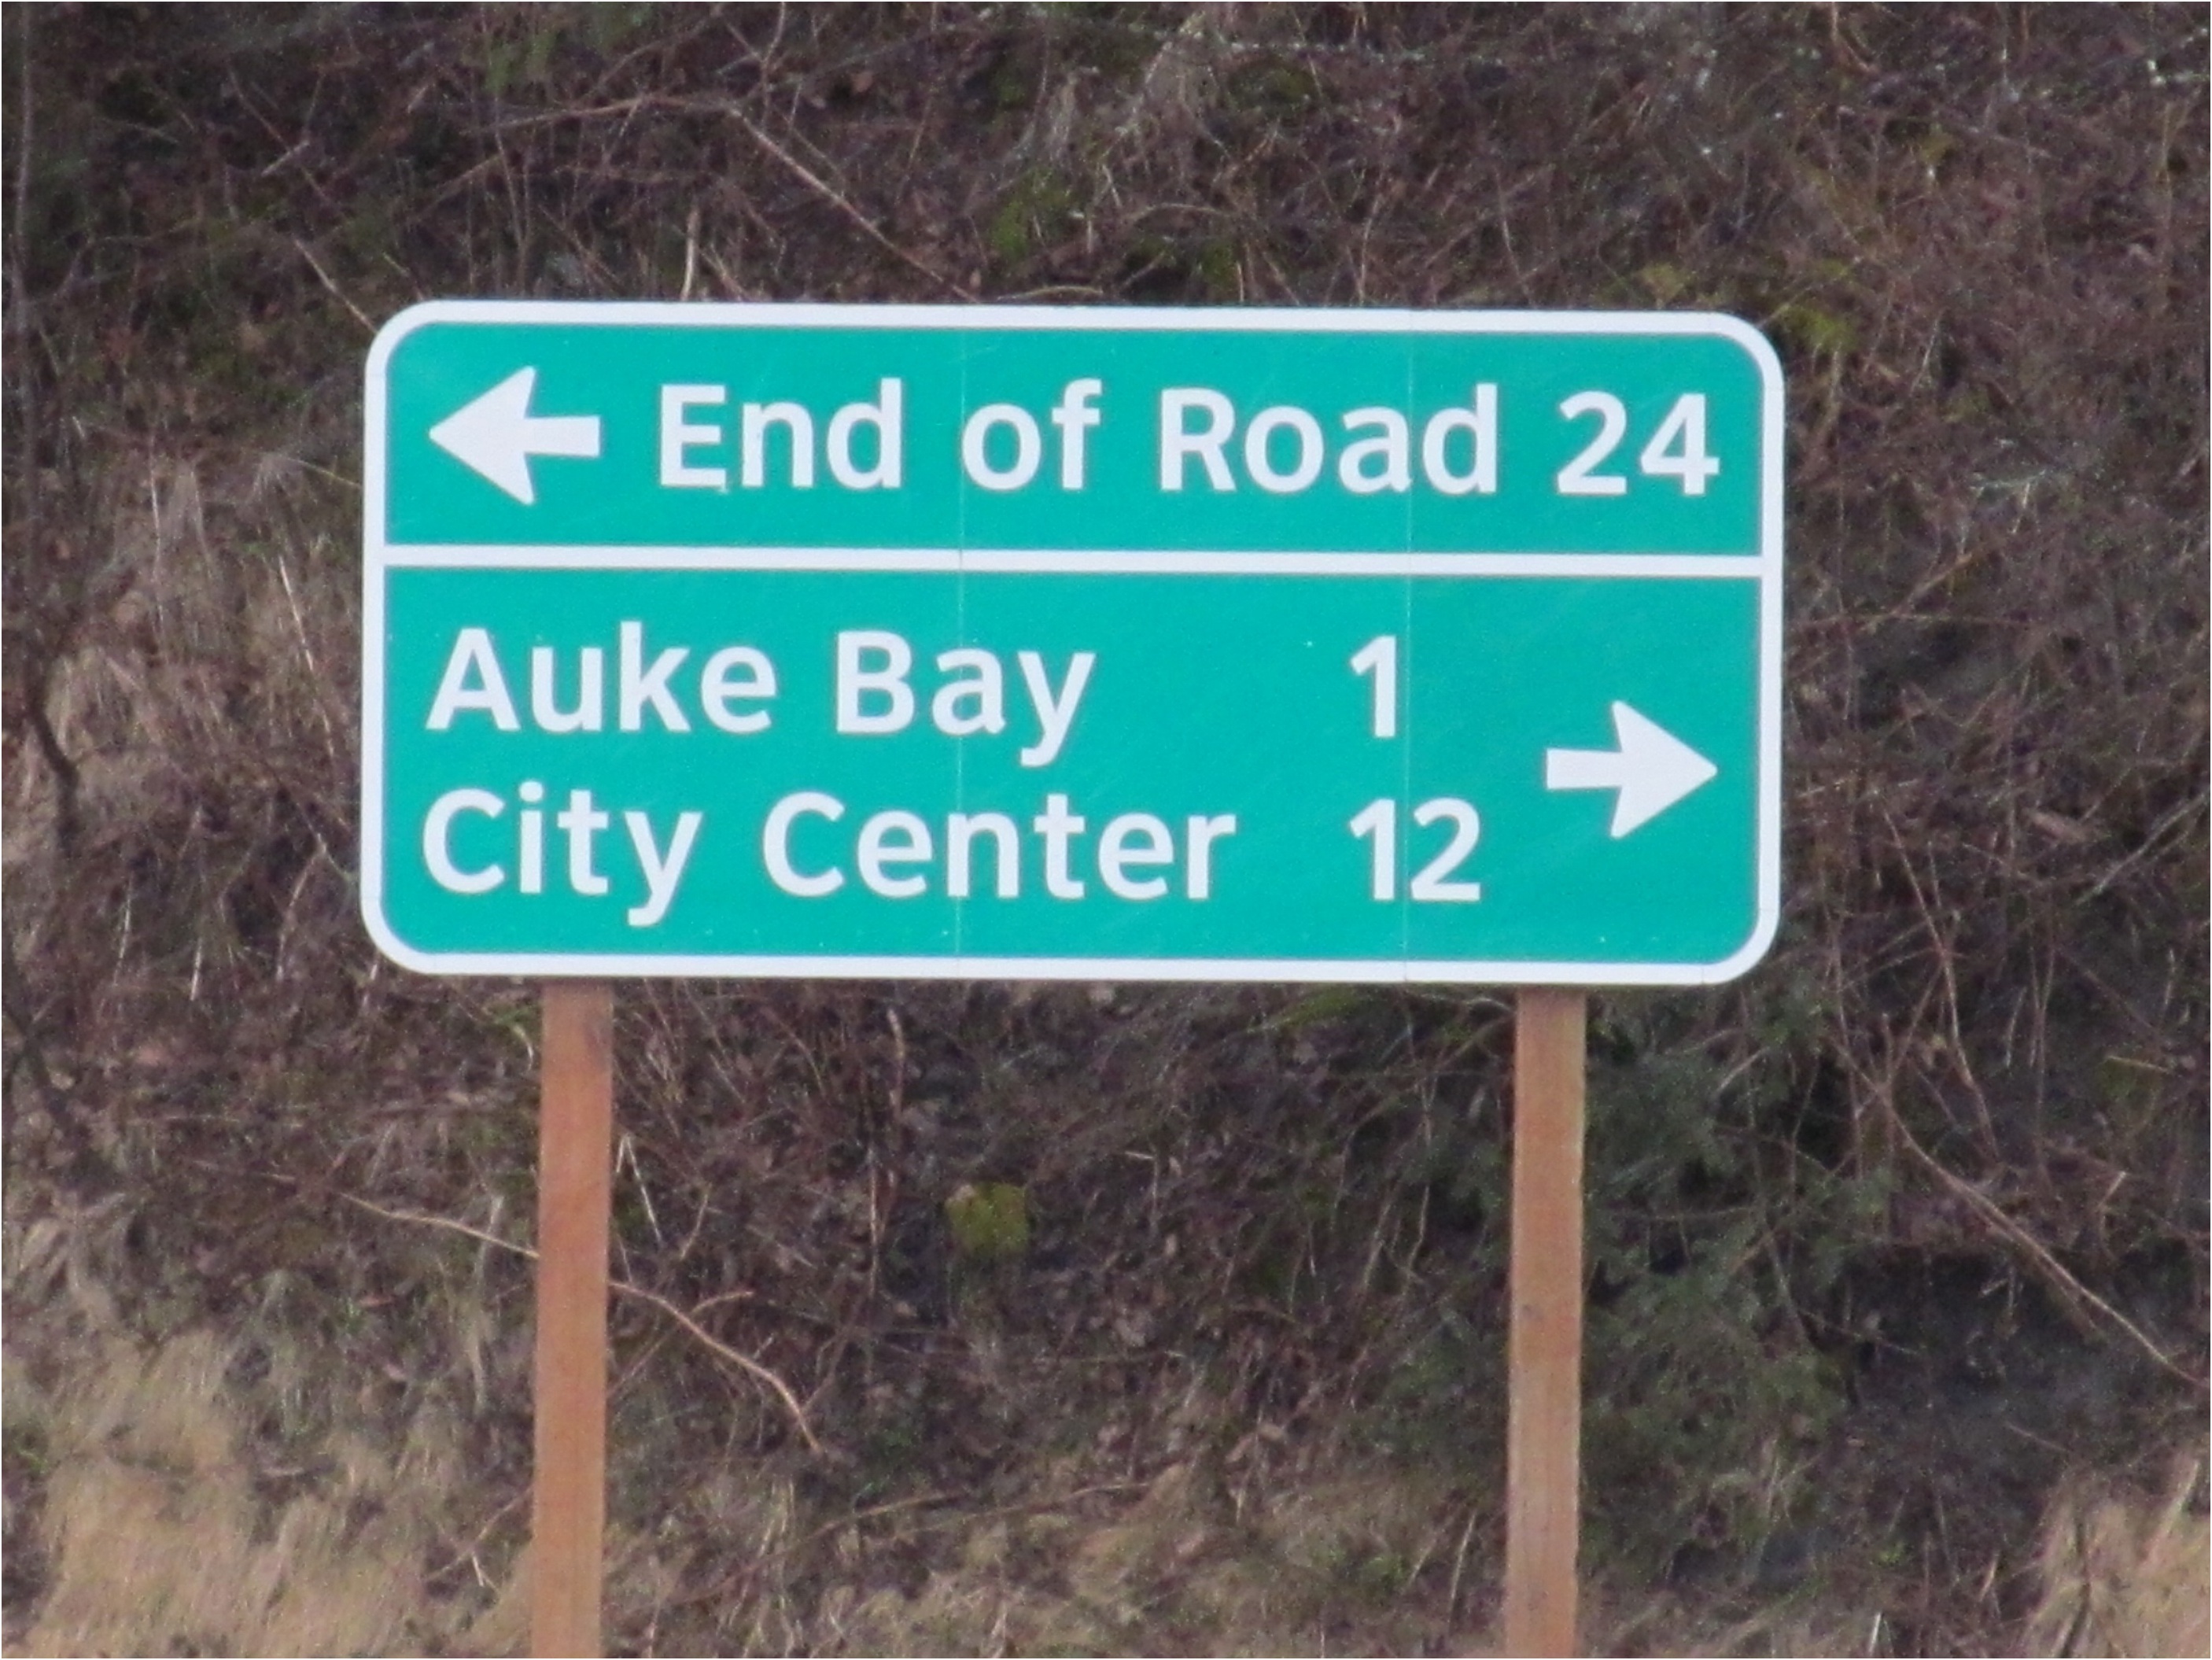 End of Road 24
Auke Bay 1
City Center 12